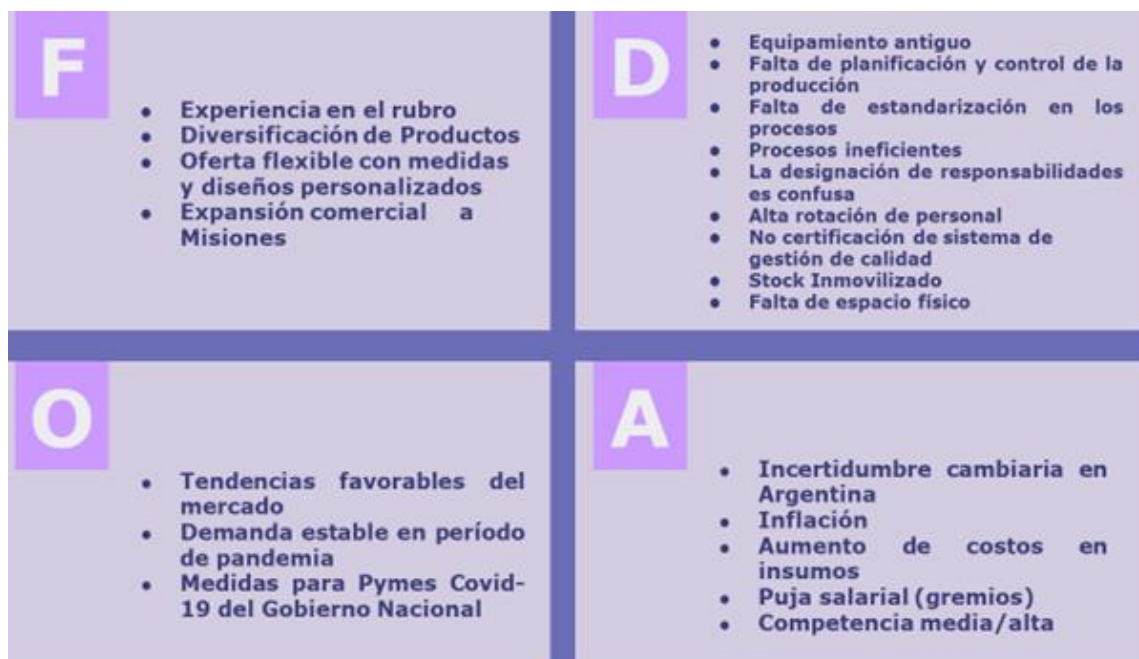 F
Experiencia en el rubro
Diversificación de Productos
Oferta flexible con medidas
y diseños personalizados
Expansión comercial a
Misiones
D
Equipamiento antiguo
Falta de planificación y control de la
producción
Falta de estandarización en los
procesos
Procesos ineficientes
La designación de responsabilidades
es confusa
Alta rotación de personal
No certificación de sistema de
gestión de calidad
Stock Inmovilizado
Falta de espacio físico
O
Tendencias favorables del
mercado
Demanda estable en período
de pandemia
Medidas para Pymes Covid-
19 del Gobierno Nacional
A
Incertidumbre cambiaria en
Argentina
Inflación
Aumento de costos en
insumos
Puja salarial (gremios)
Competencia media/alta